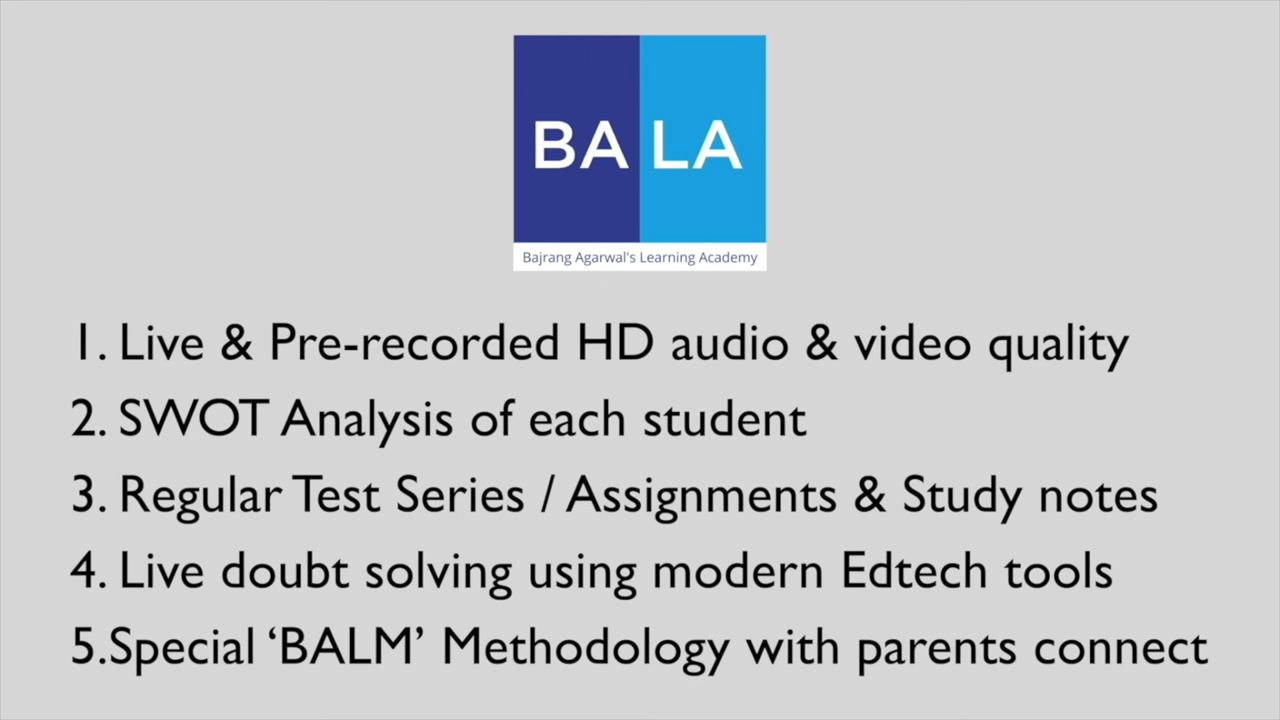 BALA
Bajrang Agarwal's Learning Academy
1. Live & Pre-recorded HD audio & video quality
2. SWOT Analysis of each student
3. Regular Test Series / Assignments & Study notes
4. Live doubt solving using modern Edtech tools
5.Special ‘BALM’ Methodology with parents connect